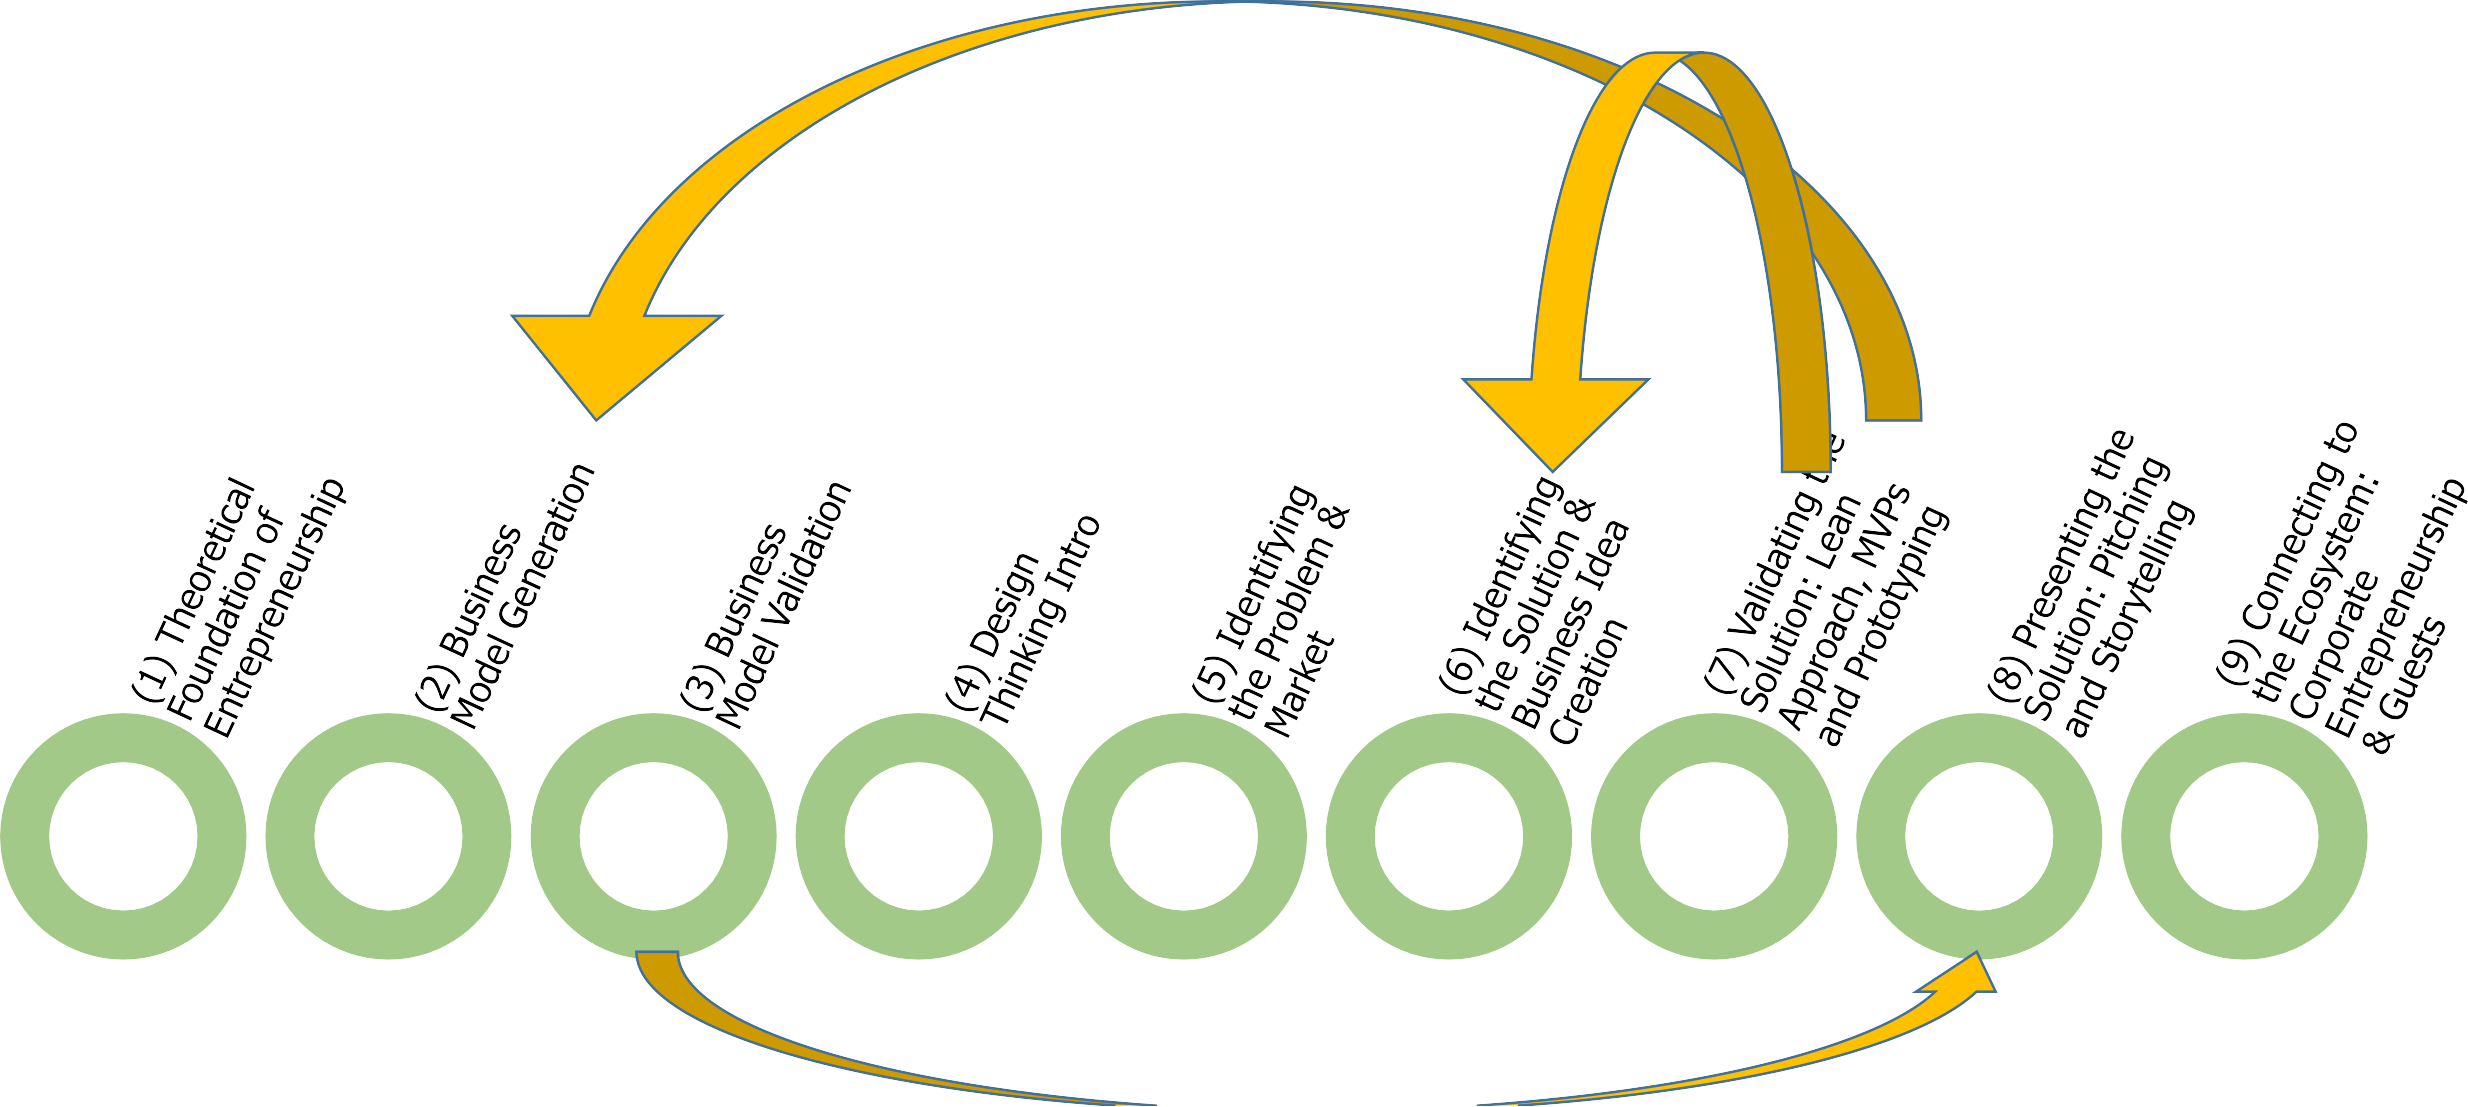 (1) Theoretical
Foundation of
Entrepreneurship
(2) Business
Model Generation
(3) Business
Model Validation
(4) Design
Thinking Intro
(5) Identifying
the Problem &
Market
(6) Identifying
the Solution &
Business Idea
Creation
(7) Validating the
Solution: Lean
Approach, MVPs
and Prototyping
(8) Presenting the
Solution: Pitching
and Storytelling
(9) Connecting to
the Ecosystem:
Corporate
Entrepreneurship
& Guests